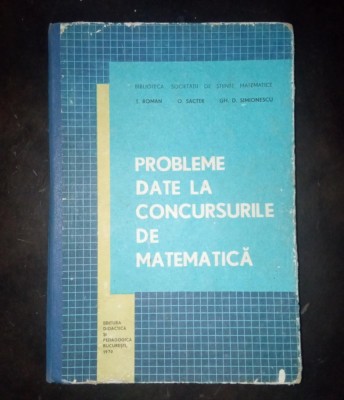 BIBLIOTECA SOCIETĂȚII DE ȘTIINȚE MATEMATICE
T. ROMAN O. SACTER GH. D. SIMIONESCU
PROBLEME
DATE LA
CONCURSURILE
DE
MATEMATICĂ
EDITURA
DIDACTICĂ
ȘI
PEDAGOGICĂ
BUCUREȘTI,